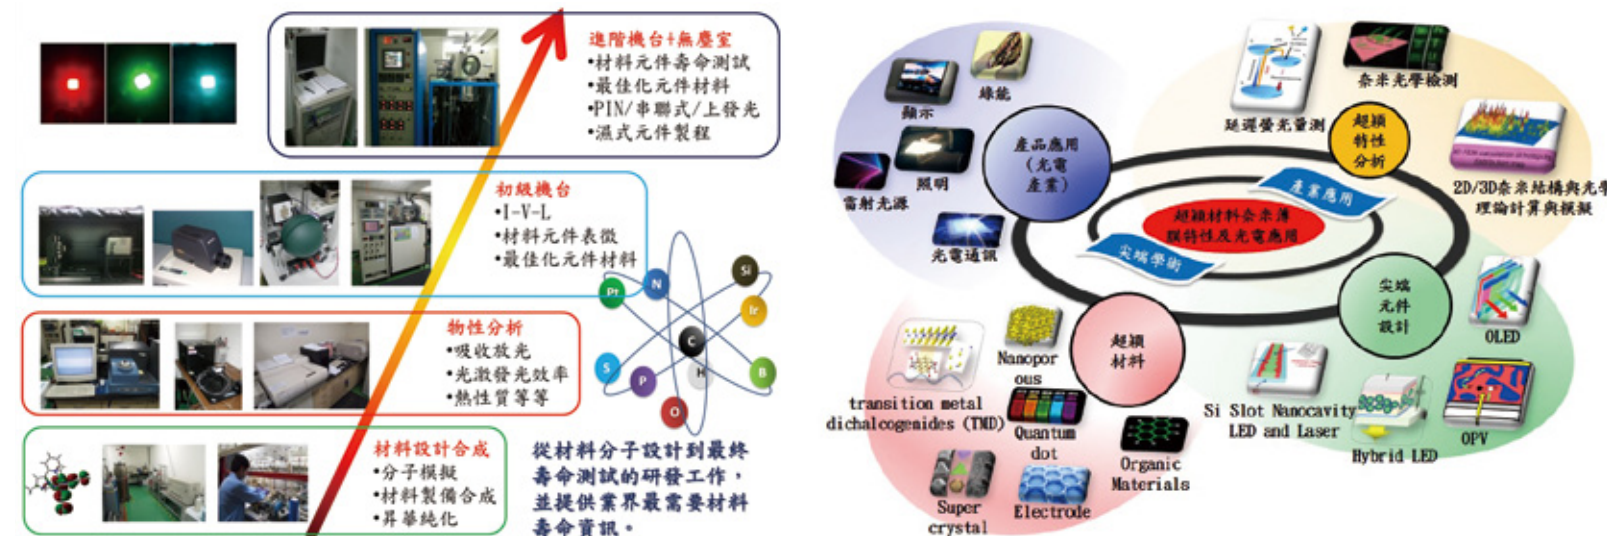 進階機台+無塵室
•材料元件壽命測試
•最佳化元件材料
•PIN/串聯式/上發光
•濕式元件製程
初級機台
•I-V-L
•材料元件表徵
•最佳化元件材料
物性分析
•吸收放光
•光激發光效率
•熱性質等等
材料設計合成
•分子模擬
•材料製備合成
•昇華純化
Pt
N
Si
Ir
C
H
S
P
O
B
從材料分子設計到最終
壽命測試的研發工作，
並提供業界最需要材料
壽命資訊。
顯示
綠能
照明
雷射光源
光電通訊
產品應用
(光電
產業)
延遲螢光量測
奈米光學檢測
超穎
特性
分析
2D/3D奈米結構與光學
理論計算與模擬
產業應用
超穎材料奈米薄
膜特性及光電應用
尖端學術
尖端
元件
設計
OLED
Si Slot Nanocavity
LED and Laser
Hybrid LED
OPV
超穎
材料
transition metal
dichalcogenides (TMD)
Nanopor
ous
Quantum
dot
Organic
Materials
Super
crystal
Electrode